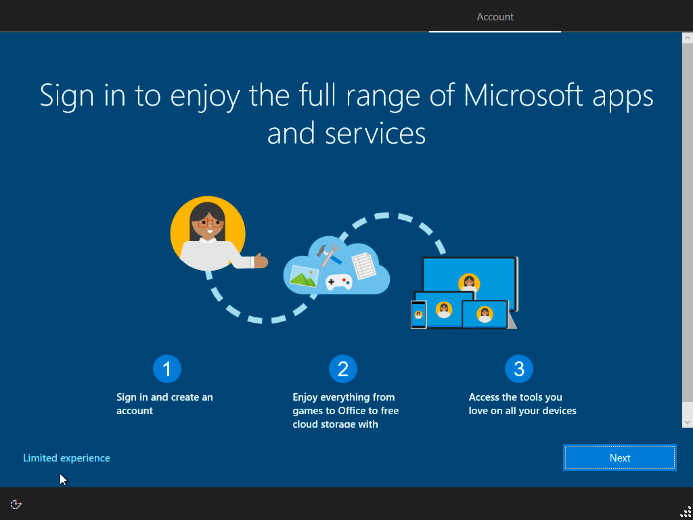 Account
Sign in to enjoy the full range of Microsoft apps
and services
1
Sign in and create an
account
2
Enjoy everything from
games to Office to free
cloud storage with
3
Access the tools you
love on all your devices
Limited experience
Next